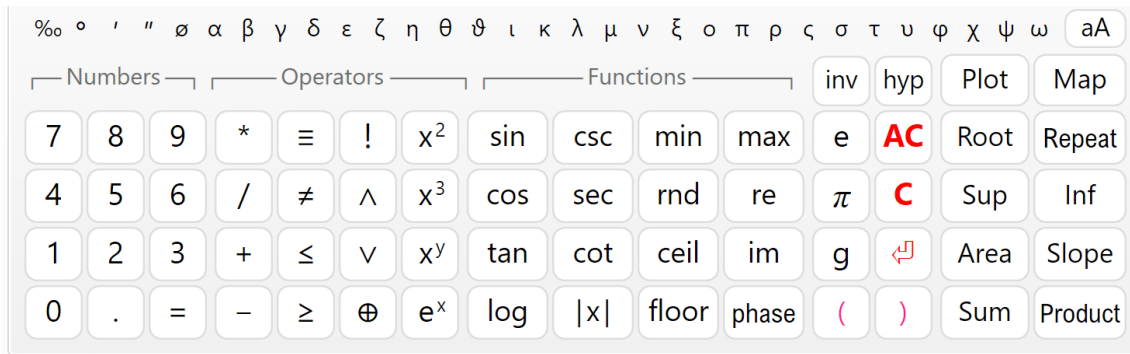 ‰ ° ′ ″ ø α β γ δ ε ζ η θ ϑ ι κ λ μ ν ξ ο π ρ ς σ τ υ φ χ ψ ω aA
Numbers Operators Functions inv hyp Plot Map
7 8 9 * ≡ ! x² sin csc min max e AC Root Repeat
4 5 6 / ≠ ∧ x³ cos sec rnd re π C Sup Inf
1 2 3 + ≤ ∨ xʸ tan cot ceil im g ⏎ Area Slope
0 . = − ≥ ⊕ eˣ log |x| floor phase ( ) Sum Product